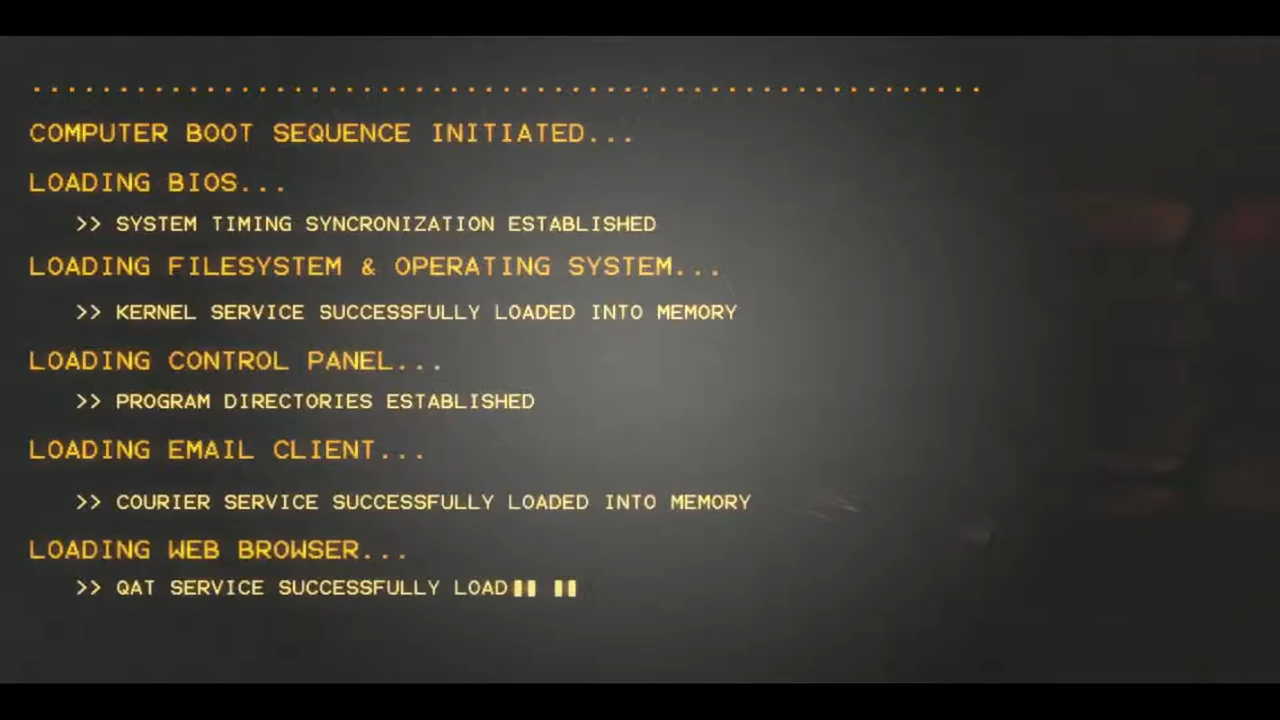 ......................................................
COMPUTER BOOT SEQUENCE INITIATED...
LOADING BIOS...
>> SYSTEM TIMING SYNCRONIZATION ESTABLISHED
LOADING FILESYSTEM & OPERATING SYSTEM...
>> KERNEL SERVICE SUCCESSFULLY LOADED INTO MEMORY
LOADING CONTROL PANEL...
>> PROGRAM DIRECTORIES ESTABLISHED
LOADING EMAIL CLIENT...
>> COURIER SERVICE SUCCESSFULLY LOADED INTO MEMORY
LOADING WEB BROWSER...
>> QAT SERVICE SUCCESSFULLY LOAD